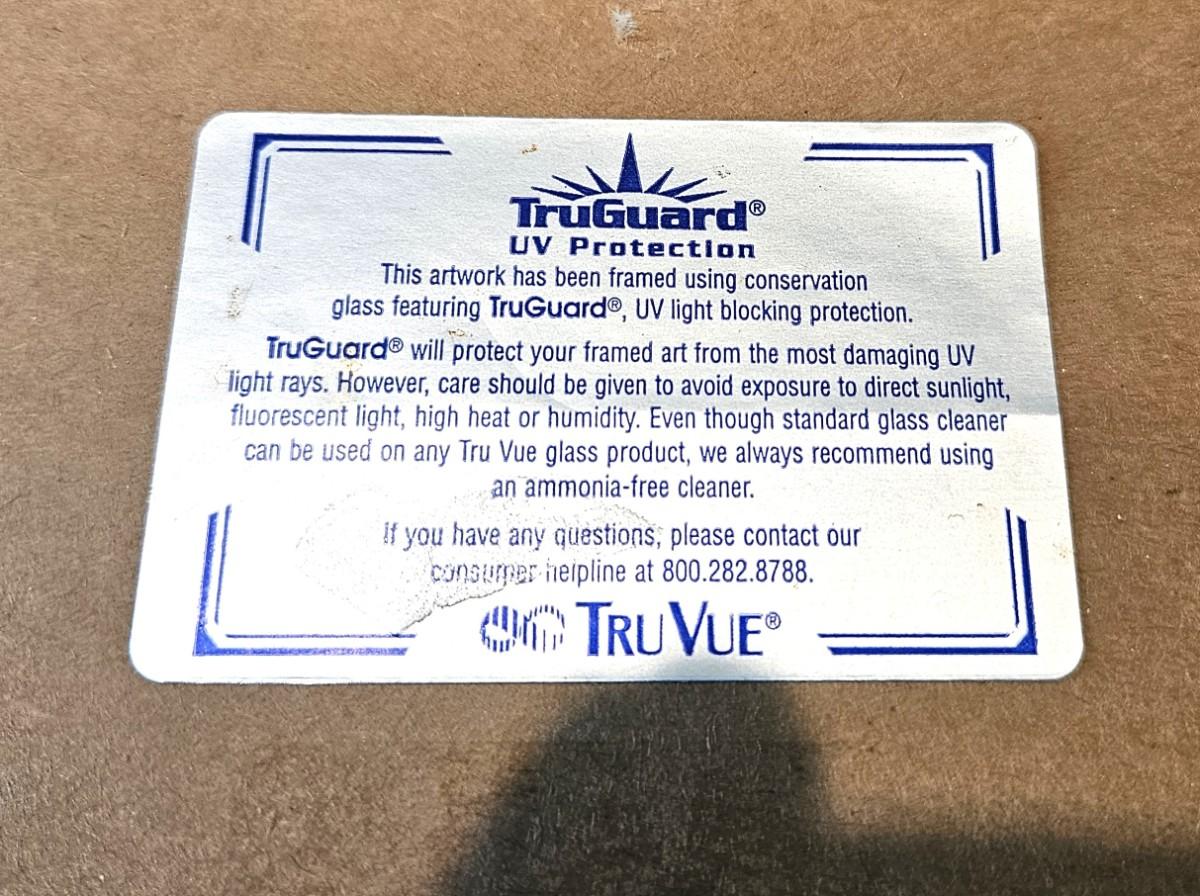 TruGuard®
UV Protection
This artwork has been framed using conservation
glass featuring TruGuard®, UV light blocking protection.
TruGuard® will protect your framed art from the most damaging UV
light rays. However, care should be given to avoid exposure to direct sunlight,
fluorescent light, high heat or humidity. Even though standard glass cleaner
can be used on any Tru Vue glass product, we always recommend using
an ammonia-free cleaner.
If you have any questions, please contact our
consumer helpline at 800.282.8788.
TRU VUE®